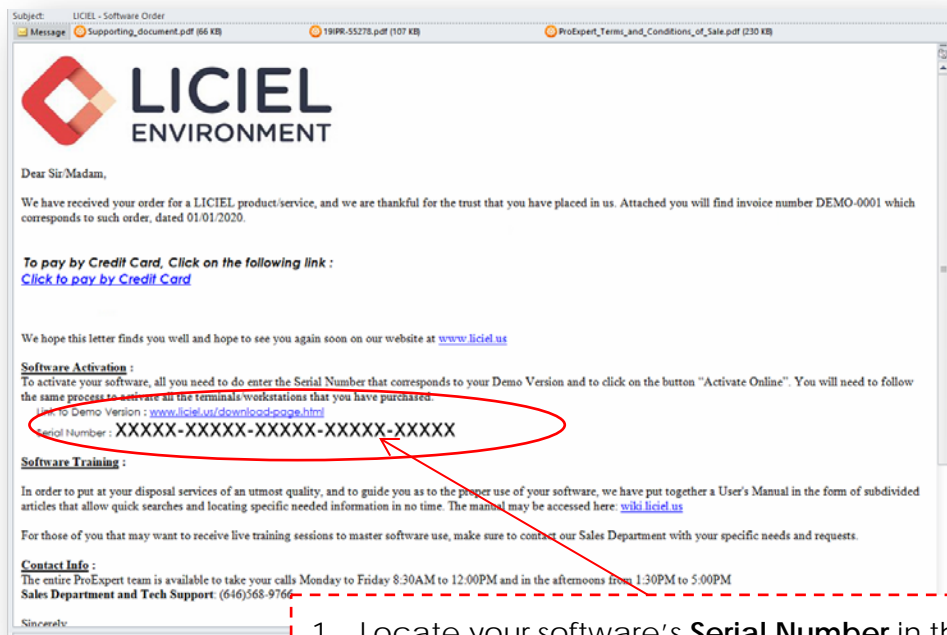 Subject: LICIEL - Software Order
Message Supporting_document.pdf (66 KB) 19IPR-55278.pdf (107 KB) ProExpert_Terms_and_Conditions_of_Sale.pdf (230 KB)
LICIEL
ENVIRONMENT
Dear Sir/Madam,
We have received your order for a LICIEL product/service, and we are thankful for the trust that you have placed in us. Attached you will find invoice number DEMO-0001 which
corresponds to such order, dated 01/01/2020.
To pay by Credit Card, Click on the following link :
Click to pay by Credit Card
We hope this letter finds you well and hope to see you again soon on our website at www.liciel.us
Software Activation :
To activate your software, all you need to do enter the Serial Number that corresponds to your Demo Version and to click on the button “Activate Online”. You will need to follow
the same process to activate all the terminals/workstations that you have purchased.
Link to Demo Version : www.liciel.us/download-page.html
Serial Number : XXXXX-XXXXX-XXXXX-XXXXX-XXXXX
Software Training :
In order to put at your disposal services of an utmost quality, and to guide you as to the proper use of your software, we have put together a User's Manual in the form of subdivided
articles that allow quick searches and locating specific needed information in no time. The manual may be accessed here: wiki.liciel.us
For those of you that may want to receive live training sessions to master software use, make sure to contact our Sales Department with your specific needs and requests.
Contact Info :
The entire ProExpert team is available to take your calls Monday to Friday 8:30AM to 12:00PM and in the afternoons from 1:30PM to 5:00PM
Sales Department and Tech Support: (646)568-9766
Sincerely
1. Locate your software's Serial Number in th